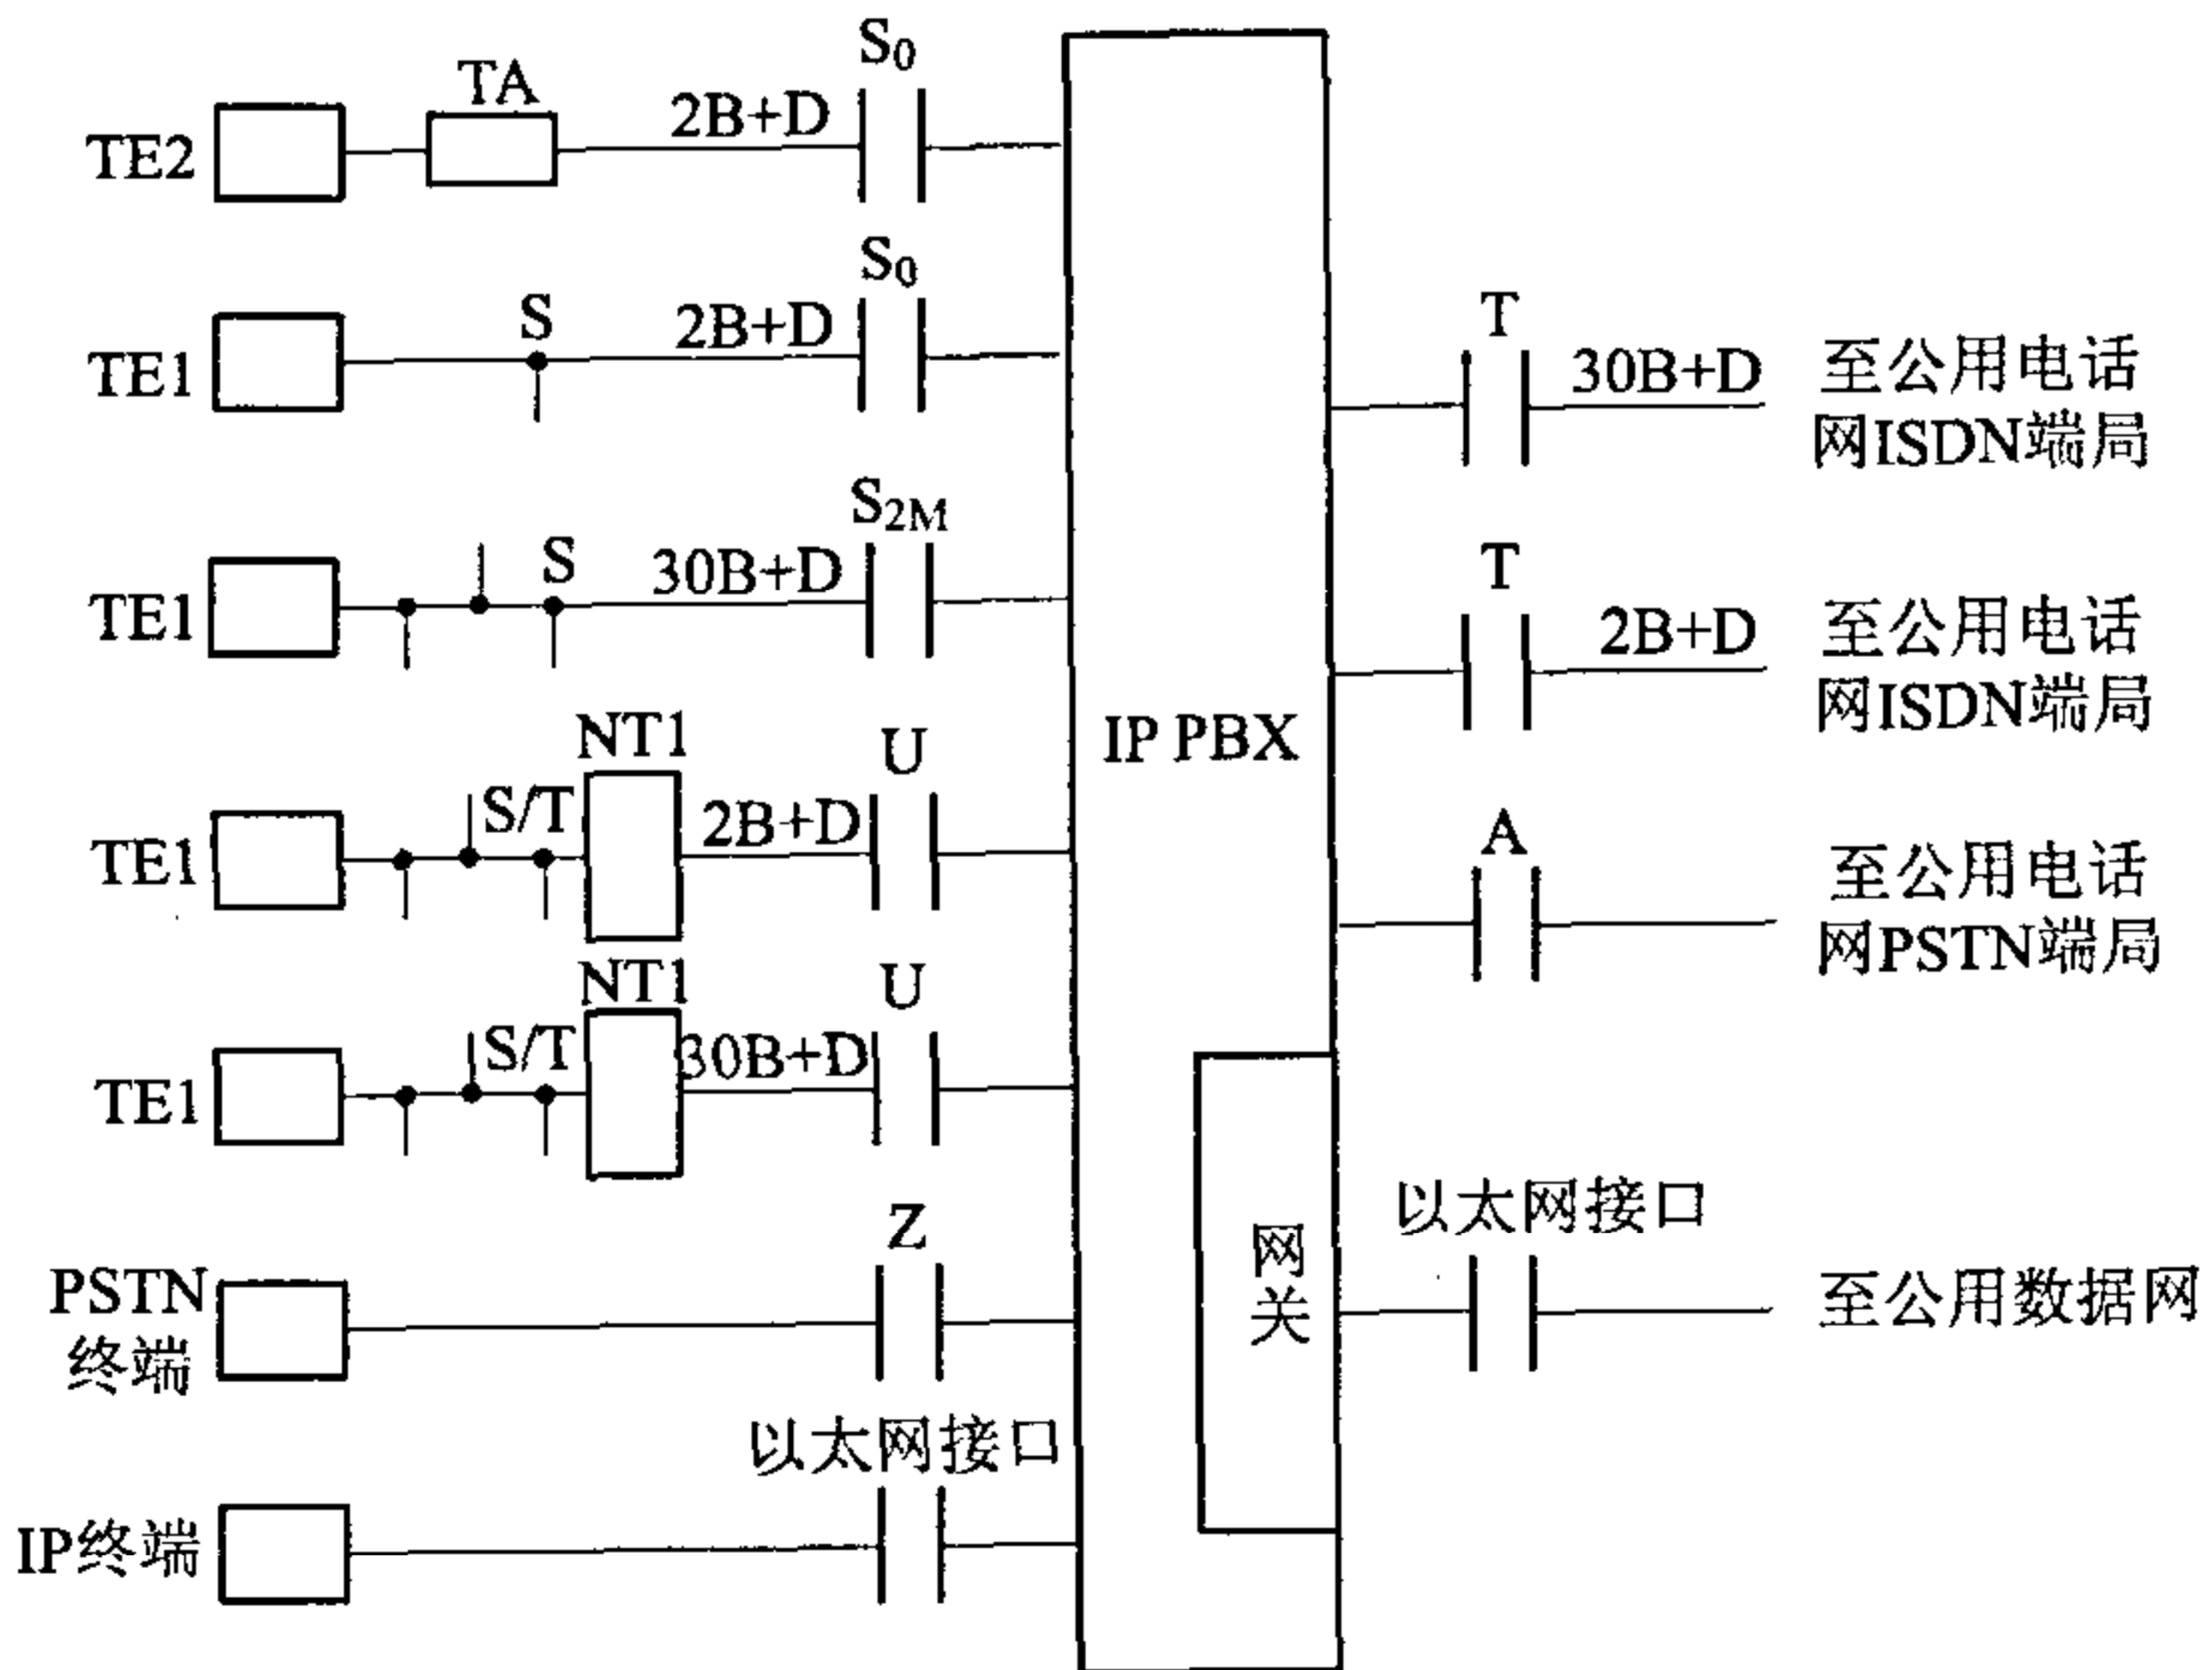 TE2
TA
2B+D
S₀
TE1
S
2B+D
S₀
TE1
S
30B+D
S₂M
TE1
S/T
NT1
2B+D
U
TE1
S/T
NT1
30B+D
U
PSTN
终端
Z
IP终端
以太网接口
IP PBX
网
关
T
30B+D
至公用电话
网ISDN端局
T
2B+D
至公用电话
网ISDN端局
A
至公用电话
网PSTN端局
以太网接口
至公用数据网